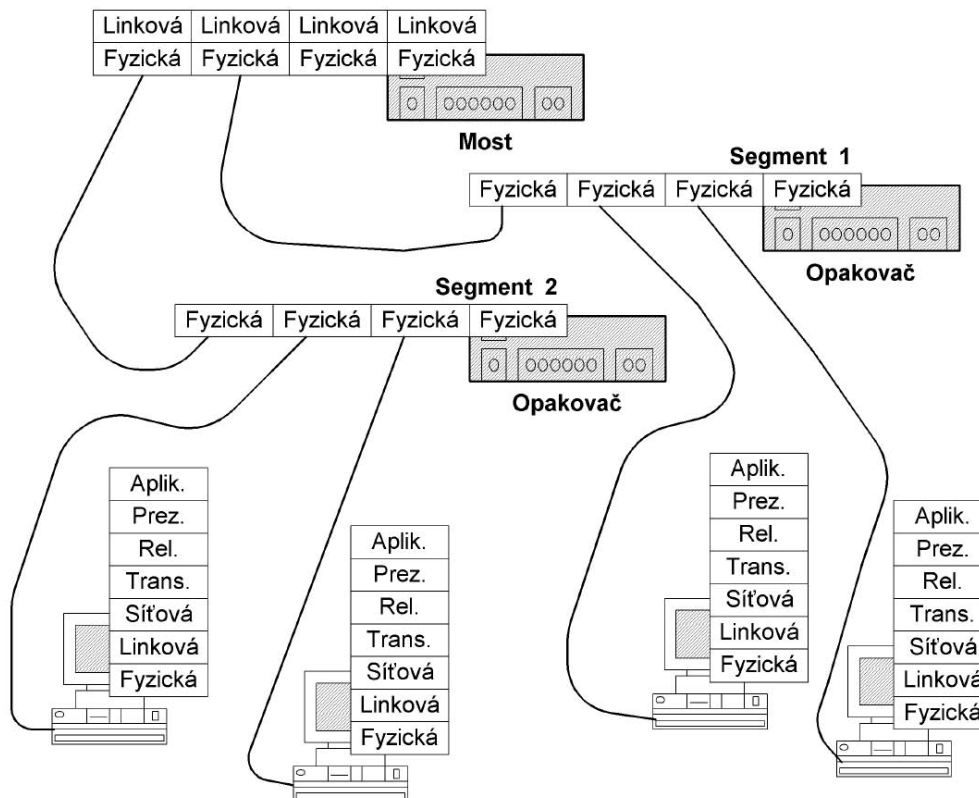 Linková Linková Linková Linková
Fyzická Fyzická Fyzická Fyzická
Most
Segment 1
Fyzická Fyzická Fyzická Fyzická
Opakovač
Segment 2
Fyzická Fyzická Fyzická Fyzická
Opakovač
Aplik.
Prez.
Rel.
Trans.
Síťová
Linková
Fyzická
Aplik.
Prez.
Rel.
Trans.
Síťová
Linková
Fyzická
Aplik.
Prez.
Rel.
Trans.
Síťová
Linková
Fyzická
Aplik.
Prez.
Rel.
Trans.
Síťová
Linková
Fyzická